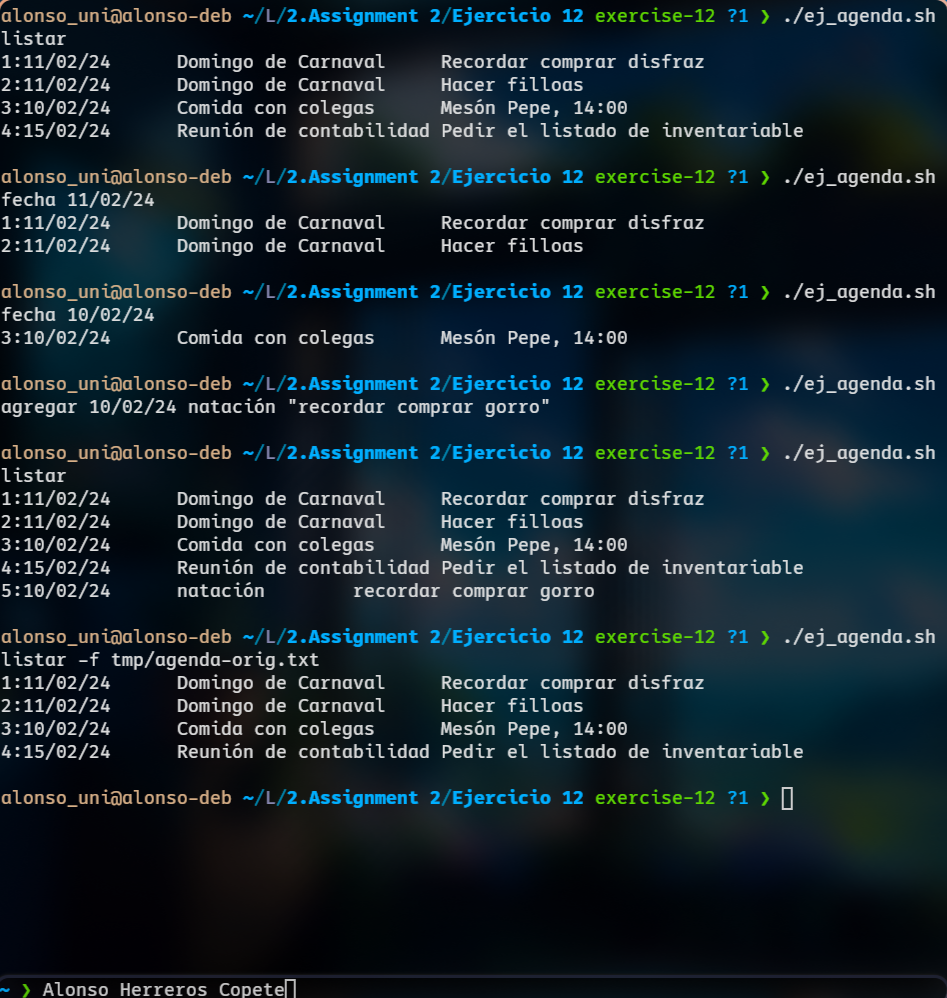 alonso_uni@alonso-deb ~/L/2.Assignment 2/Ejercicio 12 exercise-12 ?1 ❯ ./ej_agenda.sh
listar
1:11/02/24      Domingo de Carnaval     Recordar comprar disfraz
2:11/02/24      Domingo de Carnaval     Hacer filloas
3:10/02/24      Comida con colegas      Mesón Pepe, 14:00
4:15/02/24      Reunión de contabilidad Pedir el listado de inventariable
alonso_uni@alonso-deb ~/L/2.Assignment 2/Ejercicio 12 exercise-12 ?1 ❯ ./ej_agenda.sh
fecha 11/02/24
1:11/02/24      Domingo de Carnaval     Recordar comprar disfraz
2:11/02/24      Domingo de Carnaval     Hacer filloas
alonso_uni@alonso-deb ~/L/2.Assignment 2/Ejercicio 12 exercise-12 ?1 ❯ ./ej_agenda.sh
fecha 10/02/24
3:10/02/24      Comida con colegas      Mesón Pepe, 14:00
alonso_uni@alonso-deb ~/L/2.Assignment 2/Ejercicio 12 exercise-12 ?1 ❯ ./ej_agenda.sh
agregar 10/02/24 natación "recordar comprar gorro"
alonso_uni@alonso-deb ~/L/2.Assignment 2/Ejercicio 12 exercise-12 ?1 ❯ ./ej_agenda.sh
listar
1:11/02/24      Domingo de Carnaval     Recordar comprar disfraz
2:11/02/24      Domingo de Carnaval     Hacer filloas
3:10/02/24      Comida con colegas      Mesón Pepe, 14:00
4:15/02/24      Reunión de contabilidad Pedir el listado de inventariable
5:10/02/24      natación        recordar comprar gorro
alonso_uni@alonso-deb ~/L/2.Assignment 2/Ejercicio 12 exercise-12 ?1 ❯ ./ej_agenda.sh
listar -f tmp/agenda-orig.txt
1:11/02/24      Domingo de Carnaval     Recordar comprar disfraz
2:11/02/24      Domingo de Carnaval     Hacer filloas
3:10/02/24      Comida con colegas      Mesón Pepe, 14:00
4:15/02/24      Reunión de contabilidad Pedir el listado de inventariable
alonso_uni@alonso-deb ~/L/2.Assignment 2/Ejercicio 12 exercise-12 ?1 ❯
~ ❯ Alonso Herreros Copete